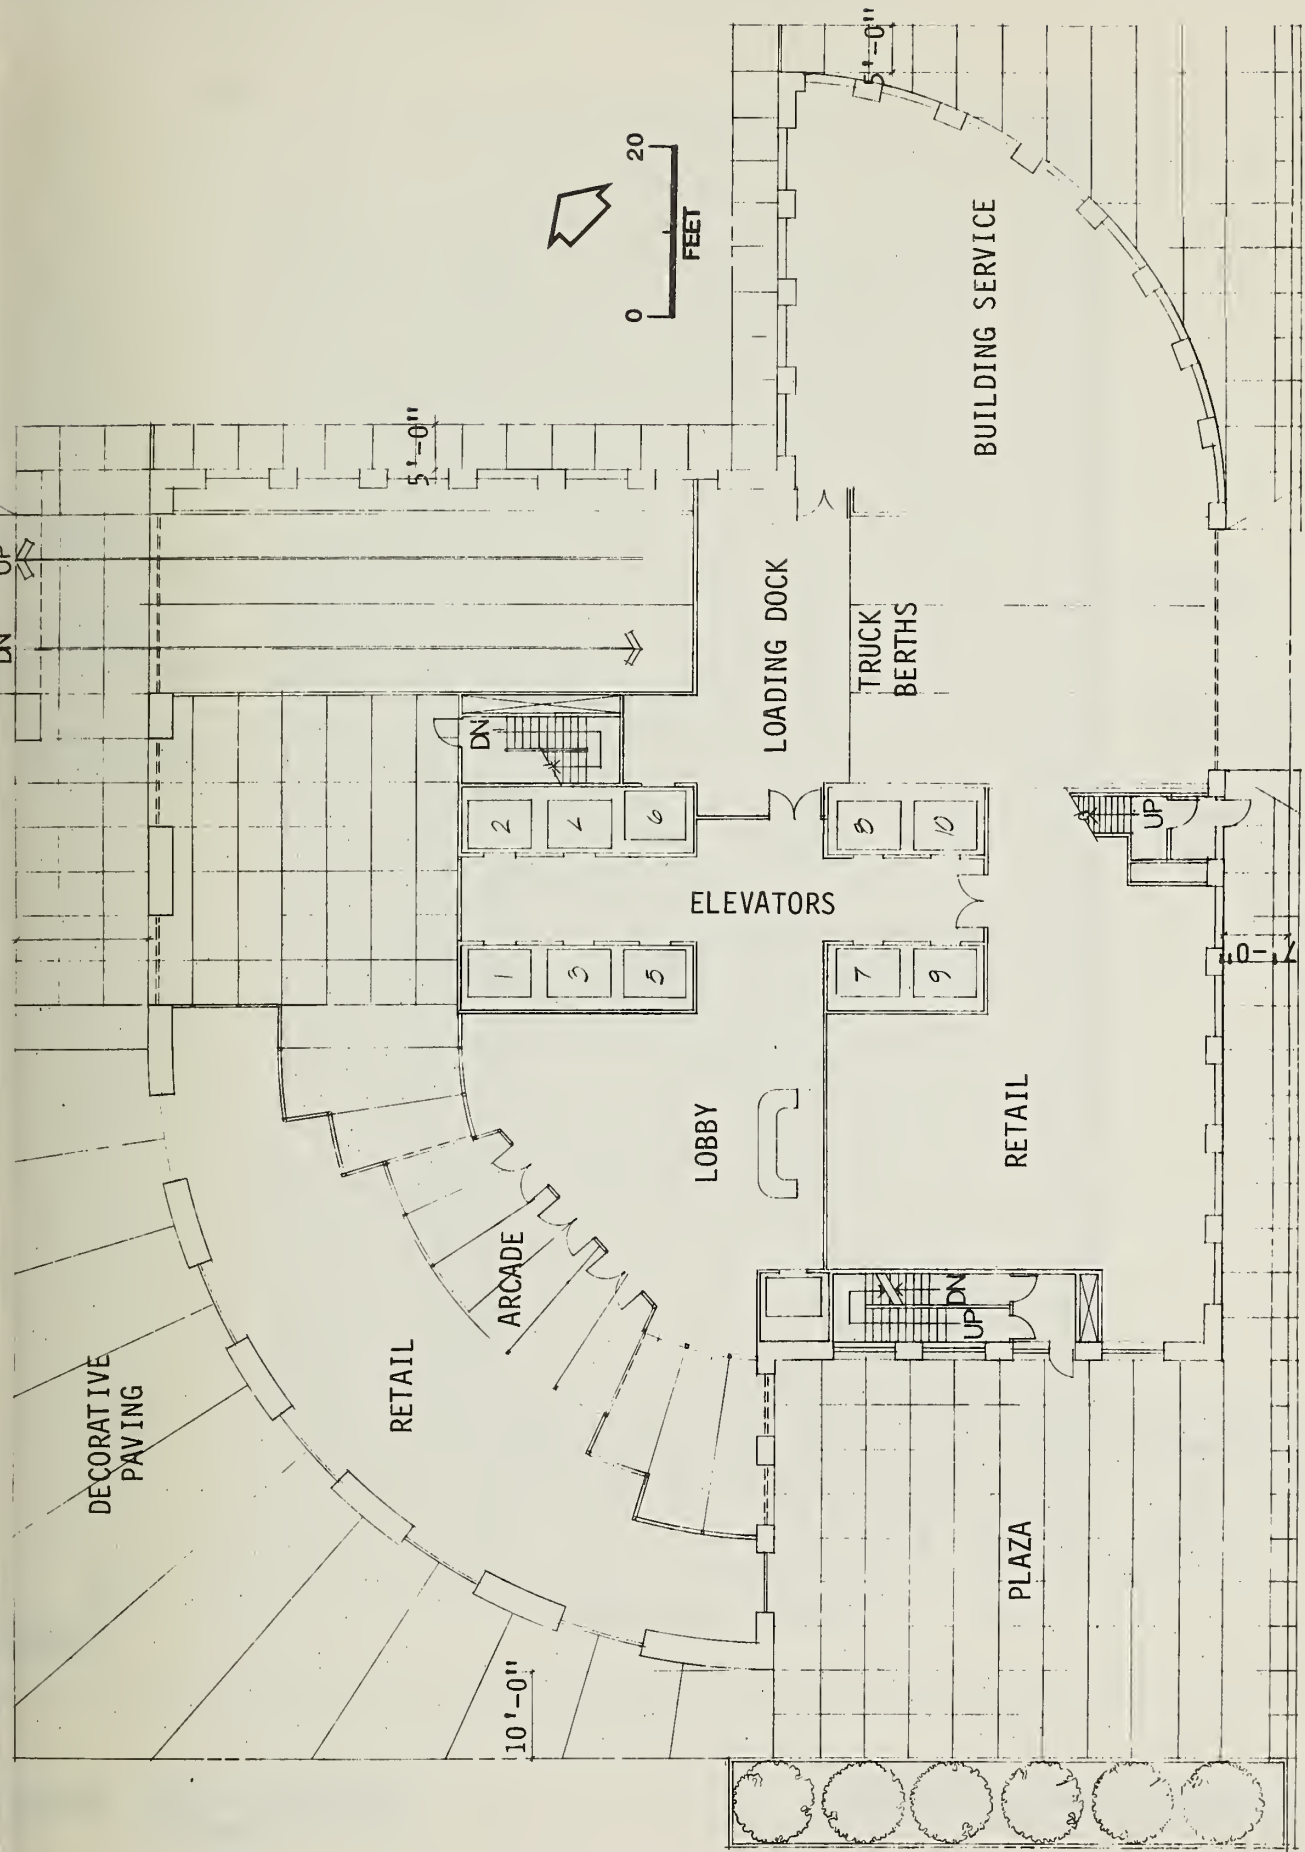 DN
UP
5'-0"
0
20
FEET
5'-0"
BUILDING SERVICE
LOADING DOCK
TRUCK
BERTHS
DN
2
4
6
8
10
UP
ELEVATORS
1
3
5
7
9
7'-0"
LOBBY
RETAIL
ARCADE
RETAIL
DECORATIVE
PAVING
UP
DN
PLAZA
10'-0"